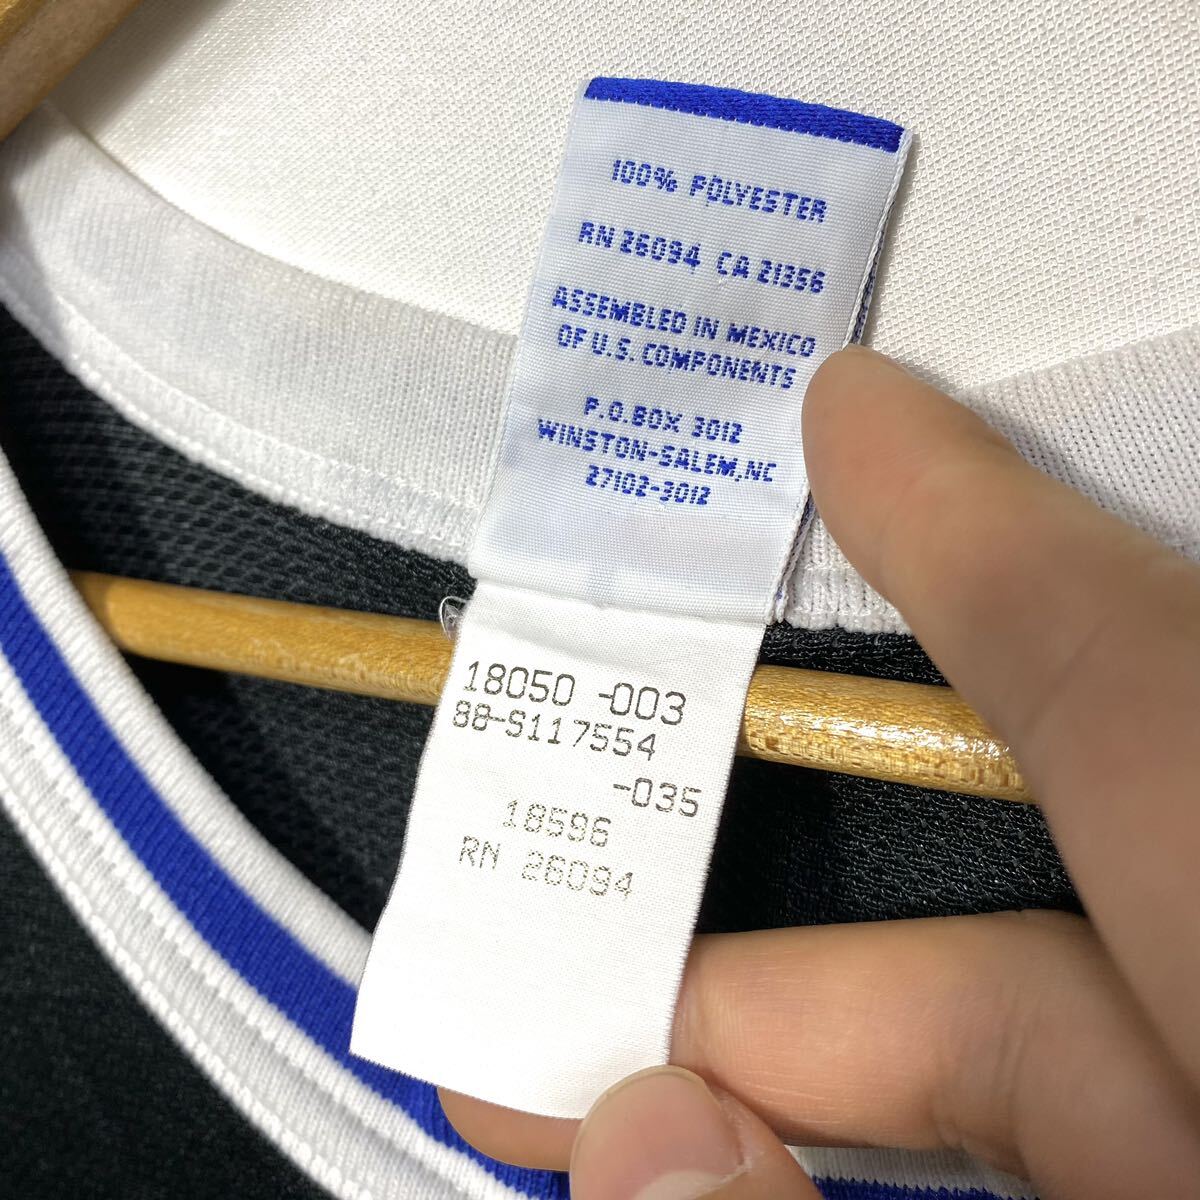 100% POLYESTER
RN 26094 CA 21356
ASSEMBLED IN MEXICO
OF U.S. COMPONENTS
P.O.BOX 3012
WINSTON-SALEM, NC
27102-3012
18050 -003
88-S117554
-035
18596
RN 26094